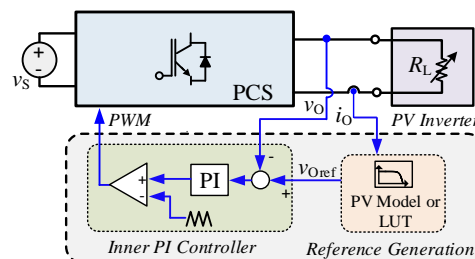 vS
PCS
RL
vO
iO
PV Inverter
PWM
-
+
-
PI
+
vOref
PV Model or
LUT
Inner PI Controller
Reference Generation